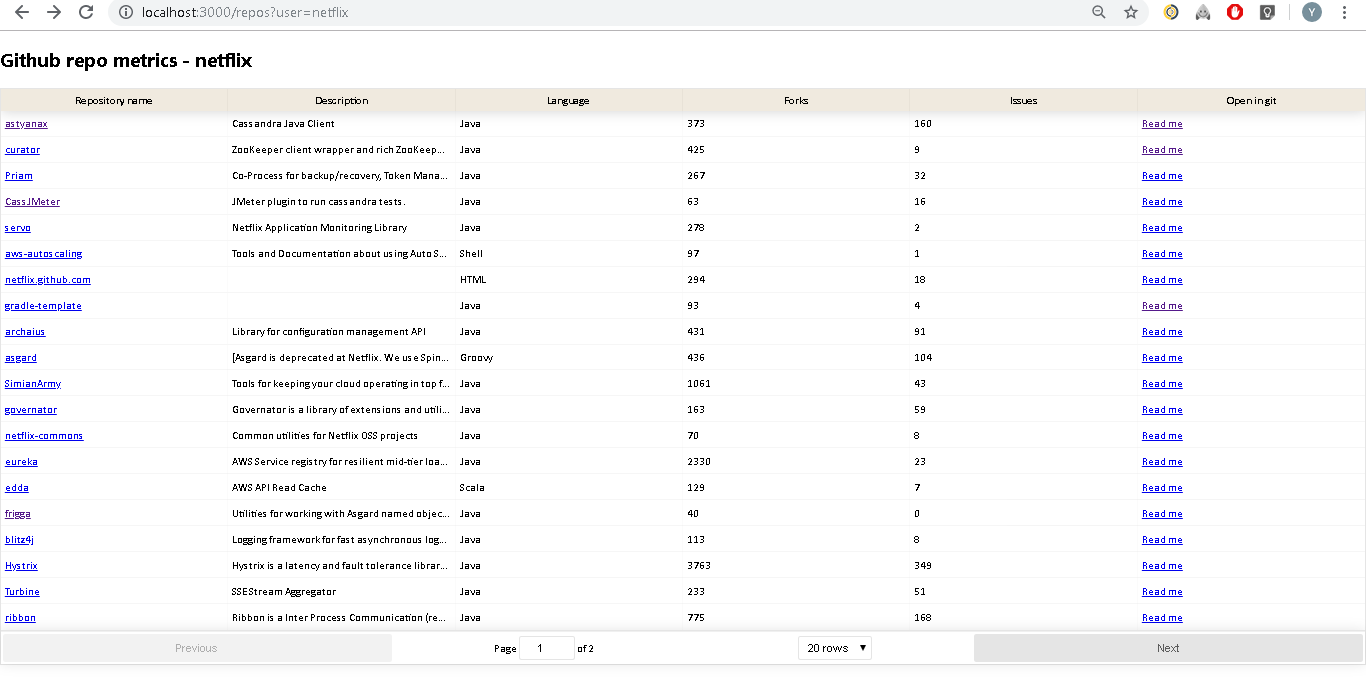 localhost:3000/repos?user=netflix
Y
Github repo metrics - netflix
Repository name Description Language Forks Issues Open in git
astyanax Cassandra Java Client Java 373 160 Read me
curator ZooKeeper client wrapper and rich ZooKeep... Java 425 9 Read me
Priam Co-Process for backup/recovery, Token Mana... Java 267 32 Read me
CassJMeter JMeter plugin to run cassandra tests. Java 63 16 Read me
servo Netflix Application Monitoring Library Java 278 2 Read me
aws-autoscaling Tools and Documentation about using Auto S... Shell 97 1 Read me
netflix.github.com HTML 294 18 Read me
gradle-template Java 93 4 Read me
archaius Library for configuration management API Java 431 91 Read me
asgard [Asgard is deprecated at Netflix. We use Spin... Groovy 436 104 Read me
SimianArmy Tools for keeping your cloud operating in top f... Java 1061 43 Read me
governator Governator is a library of extensions and utili... Java 163 59 Read me
netflix-commons Common utilities for Netflix OSS projects Java 70 8 Read me
eureka AWS Service registry for resilient mid-tier loa... Java 2330 23 Read me
edda AWS API Read Cache Scala 129 7 Read me
frigga Utilities for working with Asgard named objec... Java 40 0 Read me
blitz4j Logging framework for fast asynchronous log... Java 113 8 Read me
Hystrix Hystrix is a latency and fault tolerance librar... Java 3763 349 Read me
Turbine SSE Stream Aggregator Java 233 51 Read me
ribbon Ribbon is a Inter Process Communication (re... Java 775 168 Read me
Previous Page 1 of 2 20 rows Next